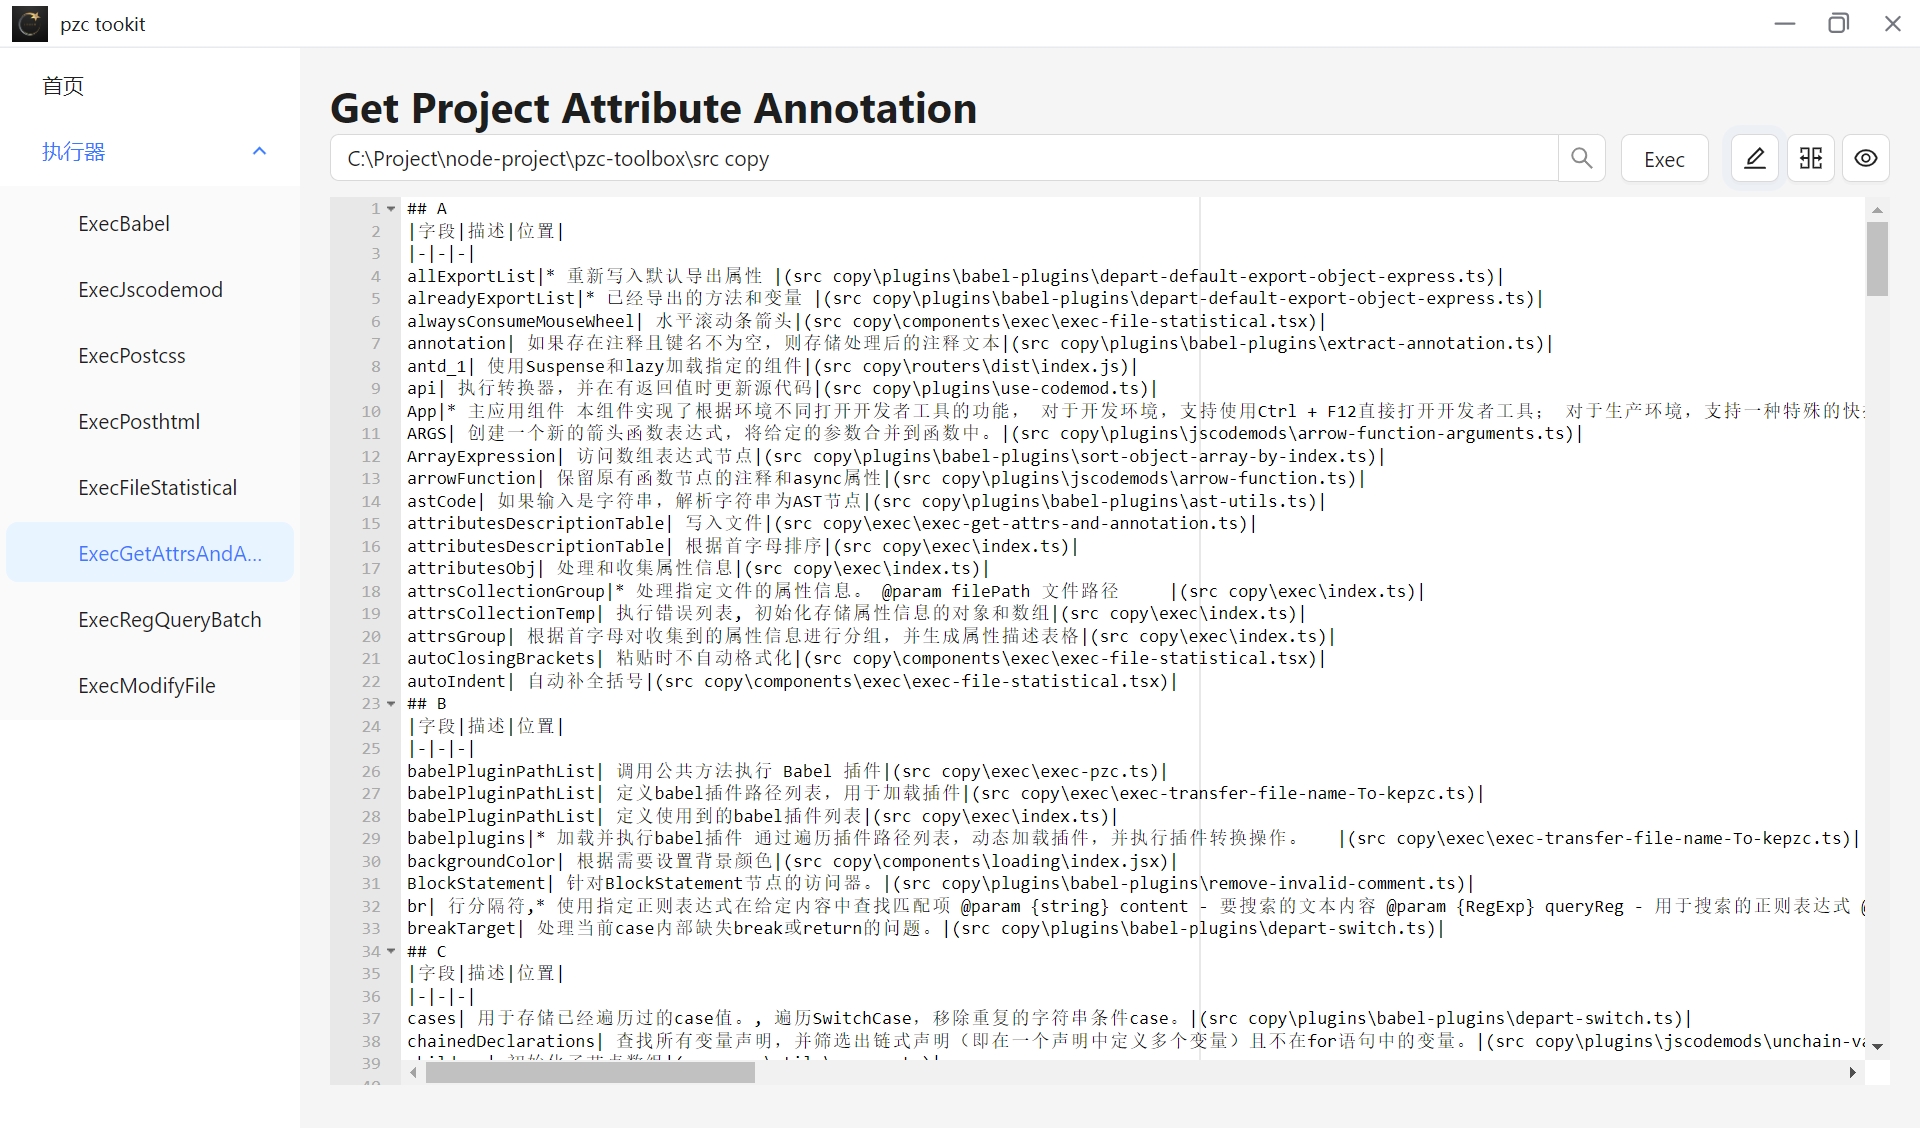 pzc tookit
首页
执行器
ExecBabel
ExecJscodemod
ExecPostcss
ExecPosthtml
ExecFileStatistical
ExecGetAttrsAndA...
ExecRegQueryBatch
ExecModifyFile
Get Project Attribute Annotation
C:\Project\node-project\pzc-toolbox\src copy
Exec
1 ## A
2 |字段|描述|位置|
3 |-|-|-|
4 allExportList|* 重新写入默认导出属性 |(src copy\plugins\babel-plugins\depart-default-export-object-express.ts)|
5 alreadyExportList|* 已经导出的方法和变量 |(src copy\plugins\babel-plugins\depart-default-export-object-express.ts)|
6 alwaysConsumeMouseWheel| 水平滚动条箭头|(src copy\components\exec\exec-file-statistical.tsx)|
7 annotation| 如果存在注释且键名不为空，则存储处理后的注释文本|(src copy\plugins\babel-plugins\extract-annotation.ts)|
8 antd_1| 使用Suspense和lazy加载指定的组件|(src copy\routers\dist\index.js)|
9 api| 执行转换器，并在有返回值时更新源代码|(src copy\plugins\use-codemod.ts)|
10 App|* 主应用组件 本组件实现了根据环境不同打开开发者工具的功能， 对于开发环境，支持使用Ctrl + F12直接打开开发者工具； 对于生产环境，支持一种特殊的快
11 ARGS| 创建一个新的箭头函数表达式，将给定的参数合并到函数中。|(src copy\plugins\jscodemods\arrow-function-arguments.ts)|
12 ArrayExpression| 访问数组表达式节点|(src copy\plugins\babel-plugins\sort-object-array-by-index.ts)|
13 arrowFunction| 保留原有函数节点的注释和async属性|(src copy\plugins\jscodemods\arrow-function.ts)|
14 astCode| 如果输入是字符串，解析字符串为AST节点|(src copy\plugins\babel-plugins\ast-utils.ts)|
15 attributesDescriptionTable| 写入文件|(src copy\exec\exec-get-attrs-and-annotation.ts)|
16 attributesDescriptionTable| 根据首字母排序|(src copy\exec\index.ts)|
17 attributesObj| 处理和收集属性信息|(src copy\exec\index.ts)|
18 attrsCollectionGroup|* 处理指定文件的属性信息。 @param filePath 文件路径 |(src copy\exec\index.ts)|
19 attrsCollectionTemp| 执行错误列表, 初始化存储属性信息的对象和数组|(src copy\exec\index.ts)|
20 attrsGroup| 根据首字母对收集到的属性信息进行分组，并生成属性描述表格|(src copy\exec\index.ts)|
21 autoClosingBrackets| 粘贴时不自动格式化|(src copy\components\exec\exec-file-statistical.tsx)|
22 autoIndent| 自动补全括号|(src copy\components\exec\exec-file-statistical.tsx)|
23 ## B
24 |字段|描述|位置|
25 |-|-|-|
26 babelPluginPathList| 调用公共方法执行 Babel 插件|(src copy\exec\exec-pzc.ts)|
27 babelPluginPathList| 定义babel插件路径列表，用于加载插件|(src copy\exec\exec-transfer-file-name-To-kepzc.ts)|
28 babelPluginPathList| 定义使用到的babel插件列表|(src copy\exec\index.ts)|
29 babelplugins|* 加载并执行babel插件 通过遍历插件路径列表，动态加载插件，并执行插件转换操作。 |(src copy\exec\exec-transfer-file-name-To-kepzc.ts)|
30 backgroundColor| 根据需要设置背景颜色|(src copy\components\loading\index.jsx)|
31 BlockStatement| 针对BlockStatement节点的访问器。|(src copy\plugins\babel-plugins\remove-invalid-comment.ts)|
32 br| 行分隔符,* 使用指定正则表达式在给定内容中查找匹配项 @param {string} content - 要搜索的文本内容 @param {RegExp} queryReg - 用于搜索的正则表达式
33 breakTarget| 处理当前case内部缺失break或return的问题。|(src copy\plugins\babel-plugins\depart-switch.ts)|
34 ## C
35 |字段|描述|位置|
36 |-|-|-|
37 cases| 用于存储已经遍历过的case值。, 遍历SwitchCase，移除重复的字符串条件case。|(src copy\plugins\babel-plugins\depart-switch.ts)|
38 chainedDeclarations| 查找所有变量声明，并筛选出链式声明（即在一个声明中定义多个变量）且不在for语句中的变量。|(src copy\plugins\jscodemods\unchain-v
39